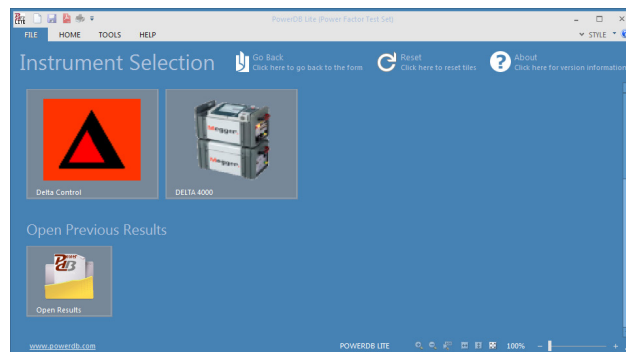 PowerDB Lite (Power Factor Test Set)
FILE HOME TOOLS HELP STYLE
Instrument Selection
Go Back
Click here to go back to the form
Reset
Click here to reset tiles
About
Click here for version information
Megger
Megger
Delta Control
DELTA 4000
Open Previous Results
Open Results
www.powerdb.com
POWERDB LITE
100%